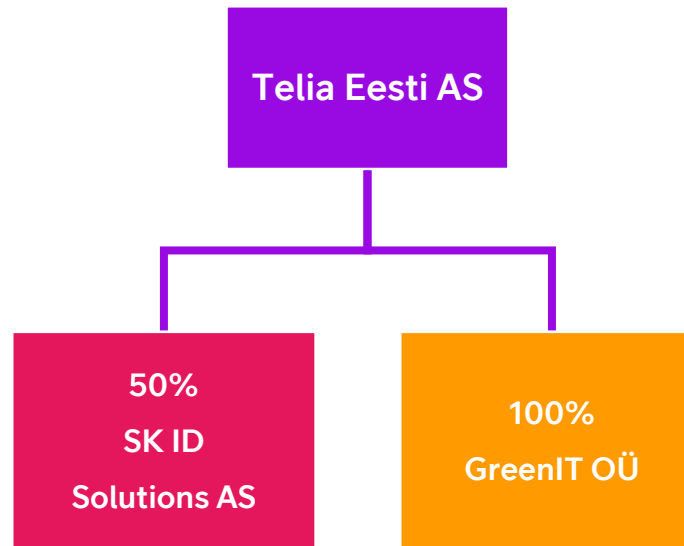 Telia Eesti AS
50%
SK ID
Solutions AS
100%
GreenIT OÜ